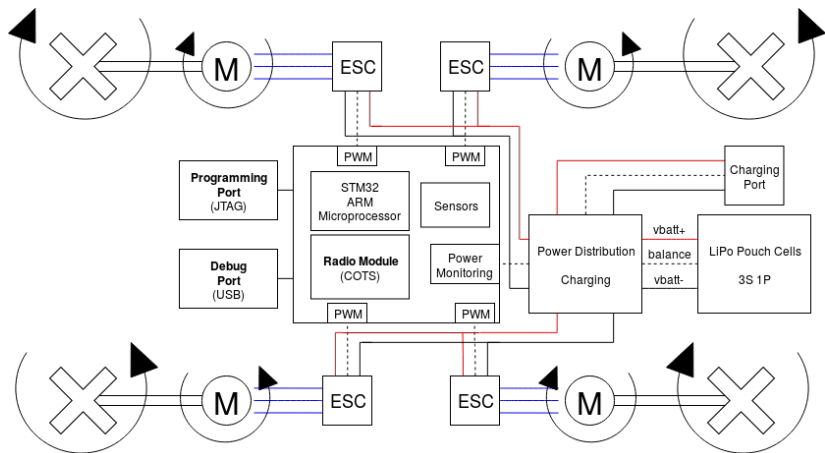 M
ESC
ESC
M
PWM
PWM
Programming
Port
(JTAG)
STM32
ARM
Microprocessor
Sensors
Charging
Port
Debug
Port
(USB)
Radio Module
(COTS)
Power
Monitoring
Power Distribution
Charging
vbatt+
balance
vbatt-
LiPo Pouch Cells
3S 1P
PWM
PWM
M
ESC
ESC
M